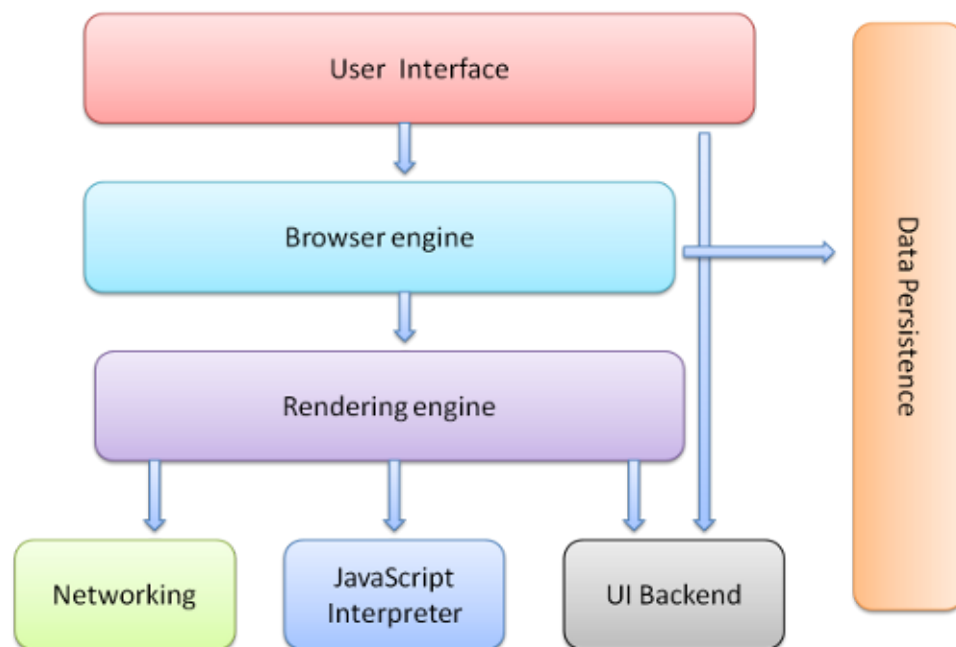 User Interface
Browser engine
Rendering engine
Networking
JavaScript
Interpreter
UI Backend
Data Persistence